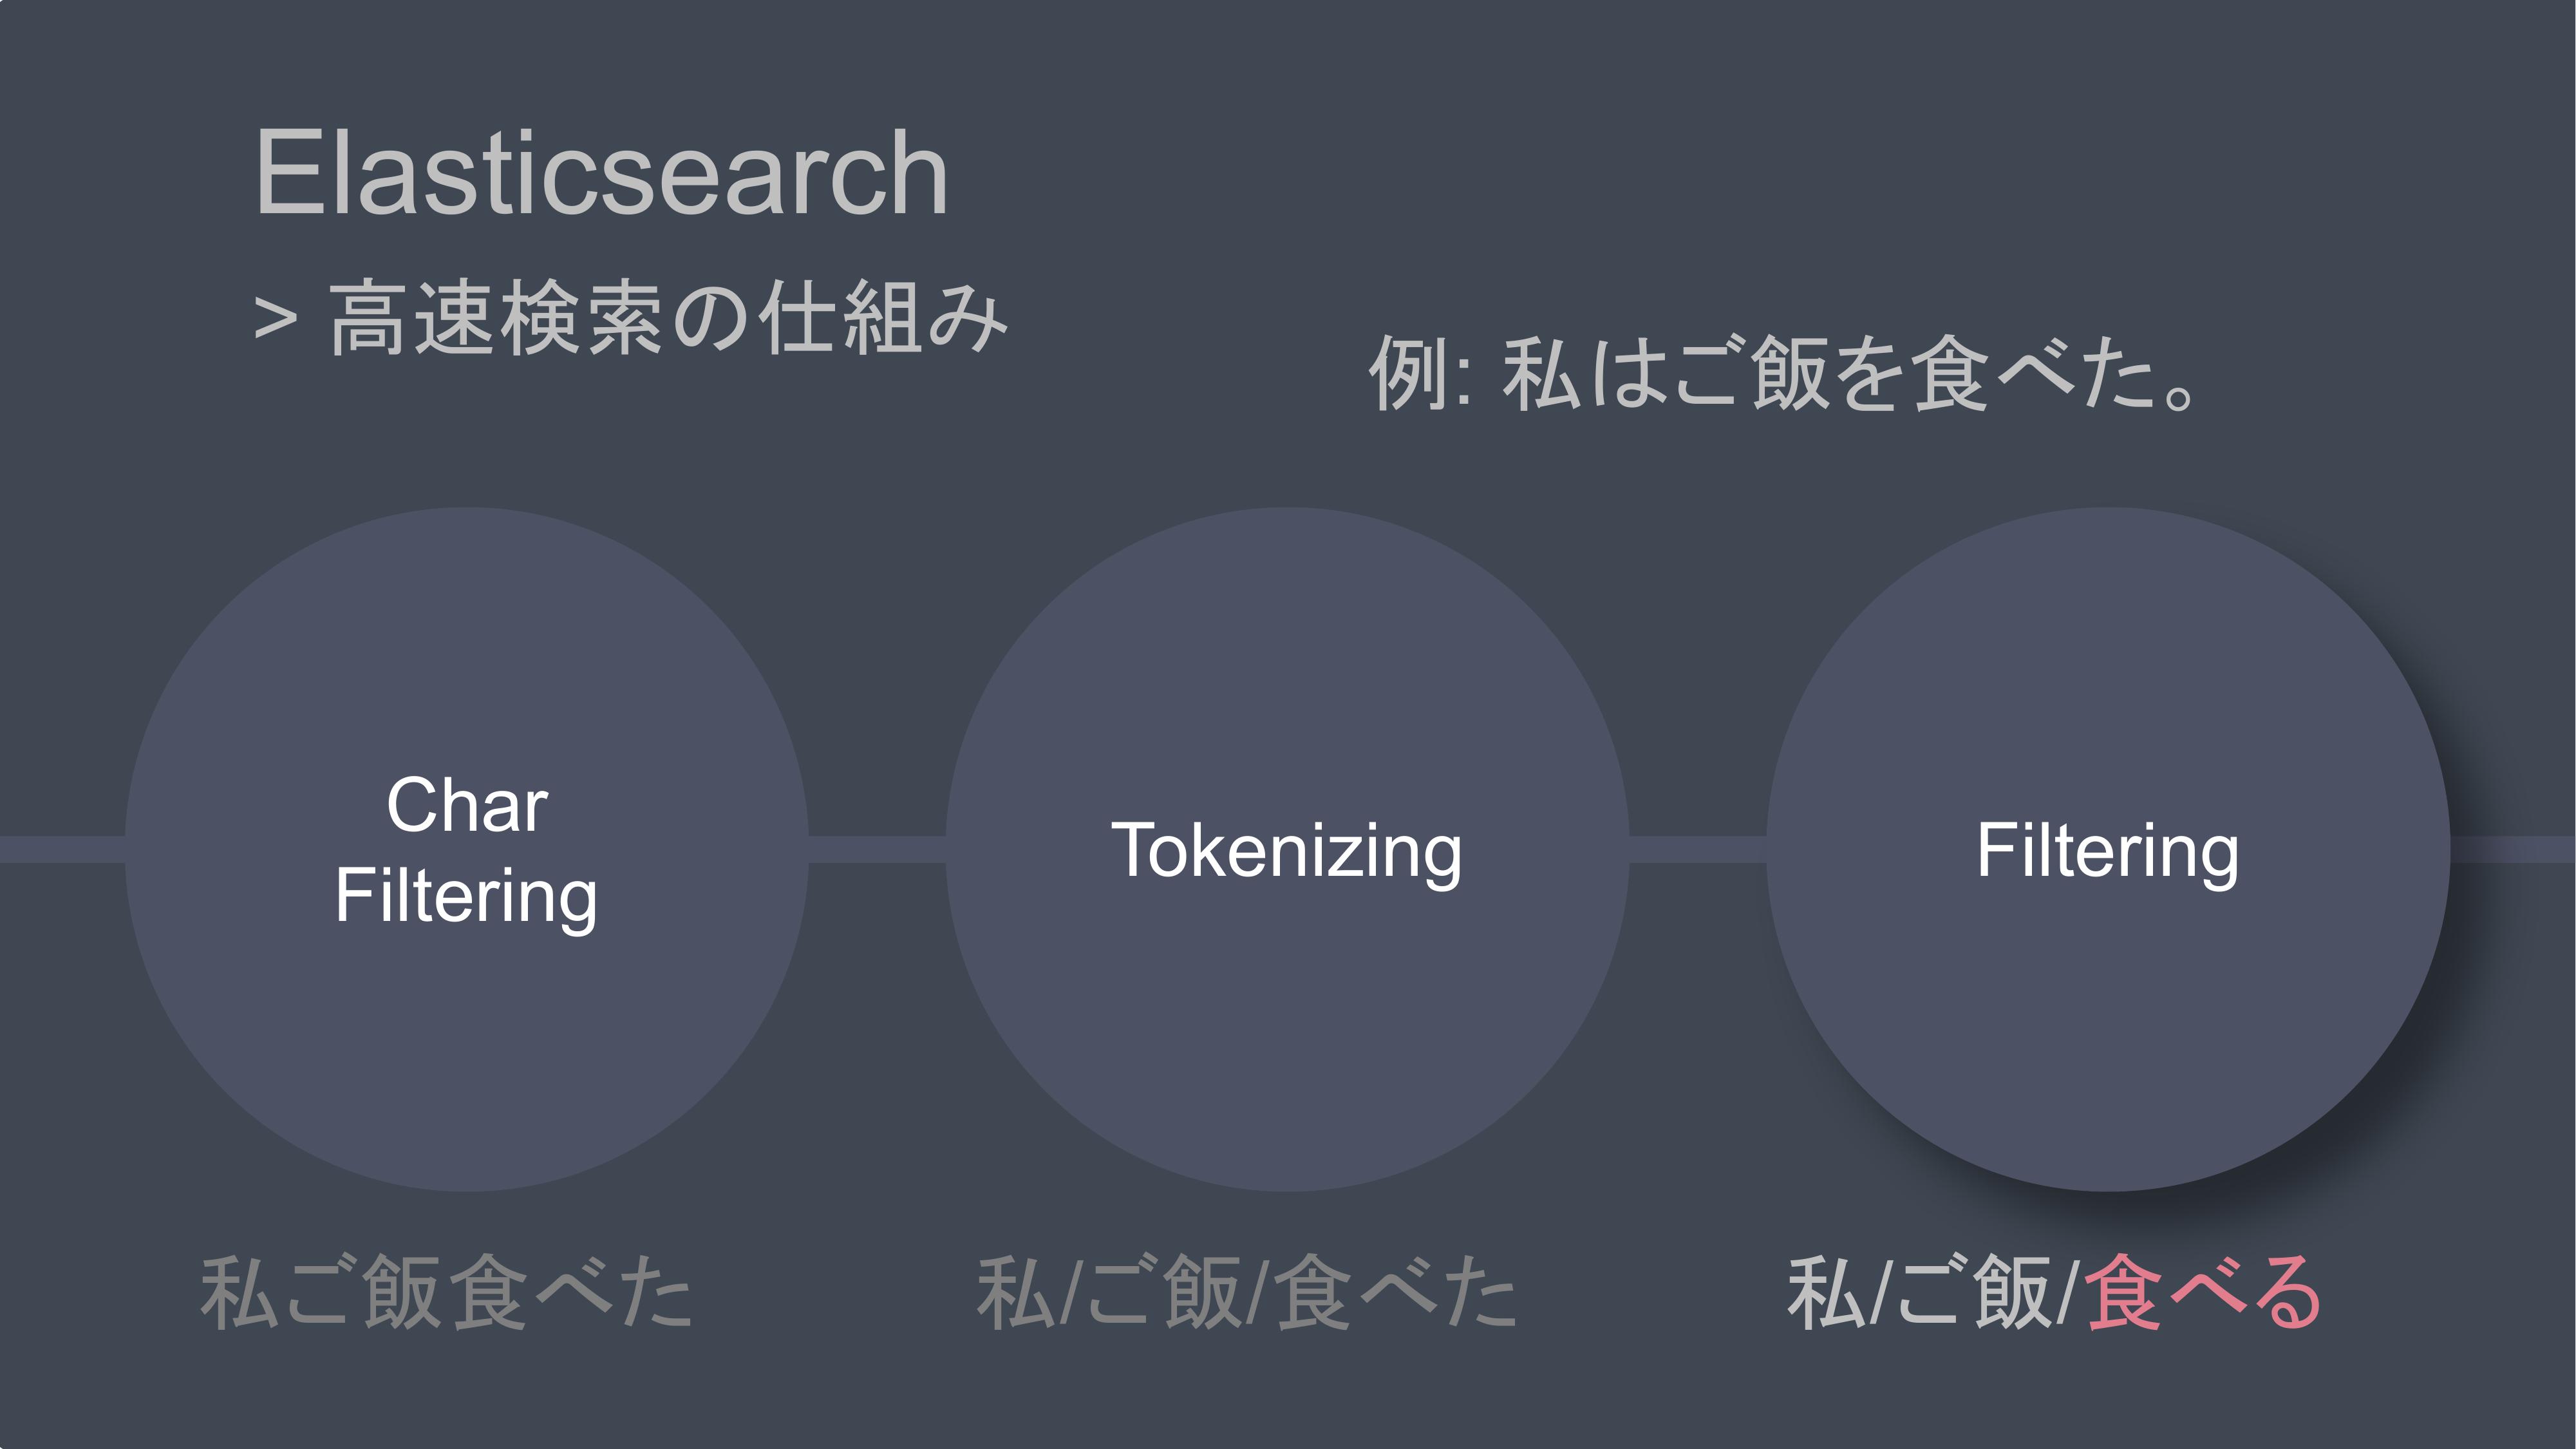 Elasticsearch
> 高速検索の仕組み
例: 私はご飯を食べた。
Char
Filtering
Tokenizing
Filtering
私ご飯食べた
私/ご飯/食べた
私/ご飯/食べる